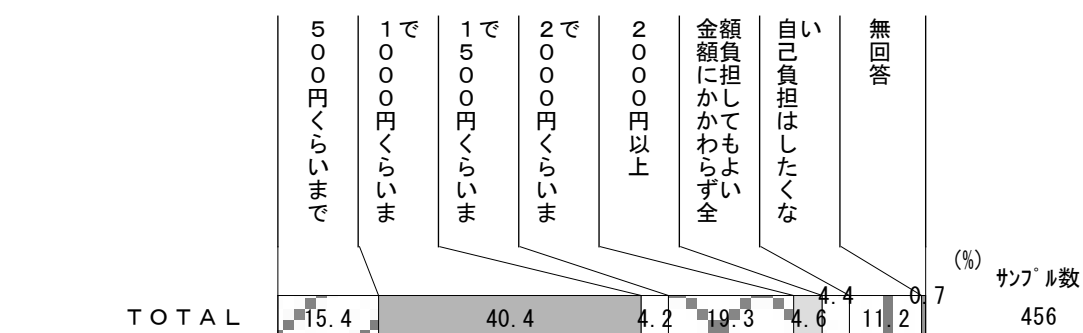 500円くらいまで
1000円くらいま
で
1500円くらいま
で
2000円くらいま
で
2000円以上
金額にかかわらず全
額負担してもよい
自己負担はしたくな
い
無回答
(%)
サンプル数
4.4
0.7
TOTAL
15.4
40.4
4.2
19.3
4.6
11.2
456